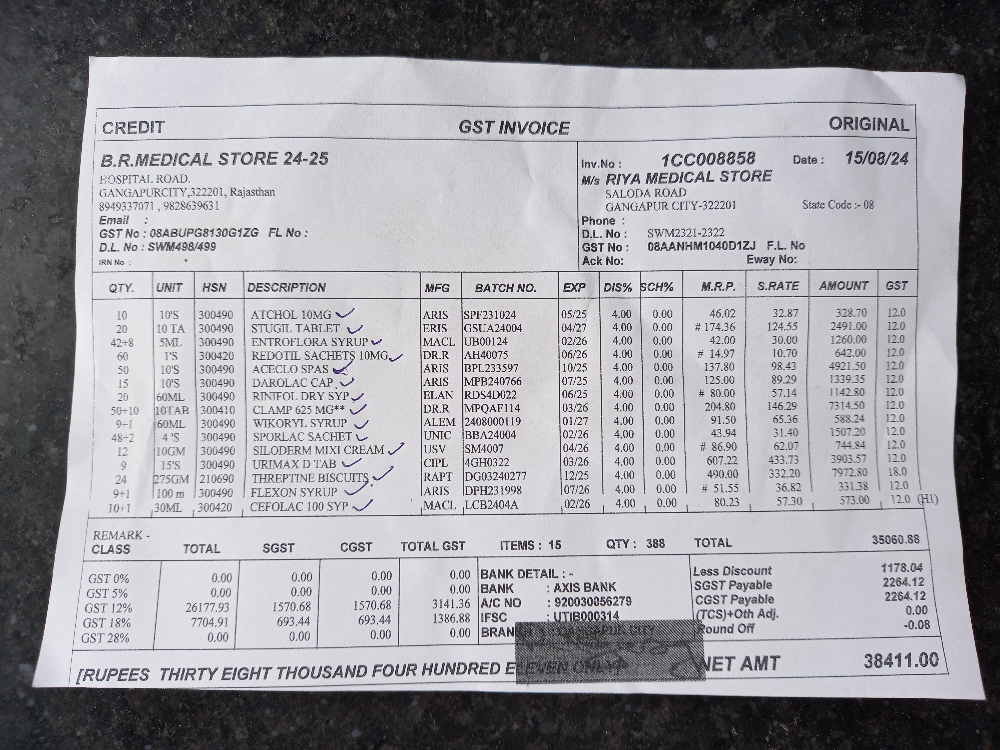 CREDIT GST INVOICE ORIGINAL
B.R.MEDICAL STORE 24-25
HOSPITAL ROAD.
GANGAPURCITY,322201, Rajasthan
8949337071 , 9828639631
Email :
GST No : 08ABUPG8130G1ZG FL No :
D.L. No : SWM498/499
IRN No :
Inv.No : 1CC008858 Date : 15/08/24
M/s RIYA MEDICAL STORE
SALODA ROAD
GANGAPUR CITY-322201 State Code :- 08
Phone :
D.L. No : SWM2321-2322
GST No : 08AANHM1040D1ZJ F.L. No
Ack No: Eway No:
QTY. UNIT HSN DESCRIPTION MFG BATCH NO. EXP DIS% SCH% M.R.P. S.RATE AMOUNT GST
10 10'S 300490 ATCHOL 10MG ARIS SPF231024 05/25 4.00 0.00 46.02 32.87 328.70 12.0
20 10 TA 300490 STUGIL TABLET ERIS GSUA24004 04/27 4.00 0.00 # 174.36 124.55 2491.00 12.0
42+8 5ML 300490 ENTROFLORA SYRUP MACL UB00124 02/26 4.00 0.00 42.00 30.00 1260.00 12.0
60 1'S 300420 REDOTIL SACHETS 10MG DR.R AH40075 06/26 4.00 0.00 # 14.97 10.70 642.00 12.0
50 10'S 300490 ACECLO SPAS ARIS BPL233597 10/25 4.00 0.00 137.80 98.43 4921.50 12.0
15 10'S 300490 DAROLAC CAP ARIS MPB240766 07/25 4.00 0.00 125.00 89.29 1339.35 12.0
20 60ML 300490 RINIFOL DRY SYP ELAN RDS4D022 06/25 4.00 0.00 # 80.00 57.14 1142.80 12.0
50+10 10TAB 300410 CLAMP 625 MG** DR.R MPQAF114 03/26 4.00 0.00 204.80 146.29 7314.50 12.0
9+1 60ML 300490 WIKORYL SYRUP ALEM 2408000119 01/27 4.00 0.00 91.50 65.36 588.24 12.0
48+2 4 'S 300490 SPORLAC SACHET UNIC BBA24004 02/26 4.00 0.00 43.94 31.40 1507.20 12.0
12 10GM 300490 SILODERM MIXI CREAM USV SM4007 04/26 4.00 0.00 # 86.90 62.07 744.84 12.0
9 15'S 300490 URIMAX D TAB CIPL 4GH0322 03/26 4.00 0.00 607.22 433.73 3903.57 12.0
24 275GM 210690 THREPTINE BISCUITS RAPT DG03240277 12/25 4.00 0.00 490.00 332.20 7972.80 18.0
9+1 100 m 300490 FLEXON SYRUP ARIS DPH231998 07/26 4.00 0.00 # 51.55 36.82 331.38 12.0
10+1 30ML 300420 CEFOLAC 100 SYP MACL LCB2404A 02/26 4.00 0.00 80.23 57.30 573.00 12.0 (H1)
REMARK -
CLASS TOTAL SGST CGST TOTAL GST ITEMS : 15 QTY : 388 TOTAL 35060.88
GST 0% 0.00 0.00 0.00 0.00
GST 5% 0.00 0.00 0.00 0.00
GST 12% 26177.93 1570.68 1570.68 3141.36
GST 18% 7704.91 693.44 693.44 1386.88
GST 28% 0.00 0.00 0.00 0.00
BANK DETAIL : -
BANK : AXIS BANK
A/C NO : 920030056279
IFSC : UTIB000314
BRAN : GANGAPUR CITY
Less Discount 1178.04
SGST Payable 2264.12
CGST Payable 2264.12
(TCS)+Oth Adj. 0.00
Round Off -0.08
[RUPEES THIRTY EIGHT THOUSAND FOUR HUNDRED ELEVEN ONLY] NET AMT 38411.00